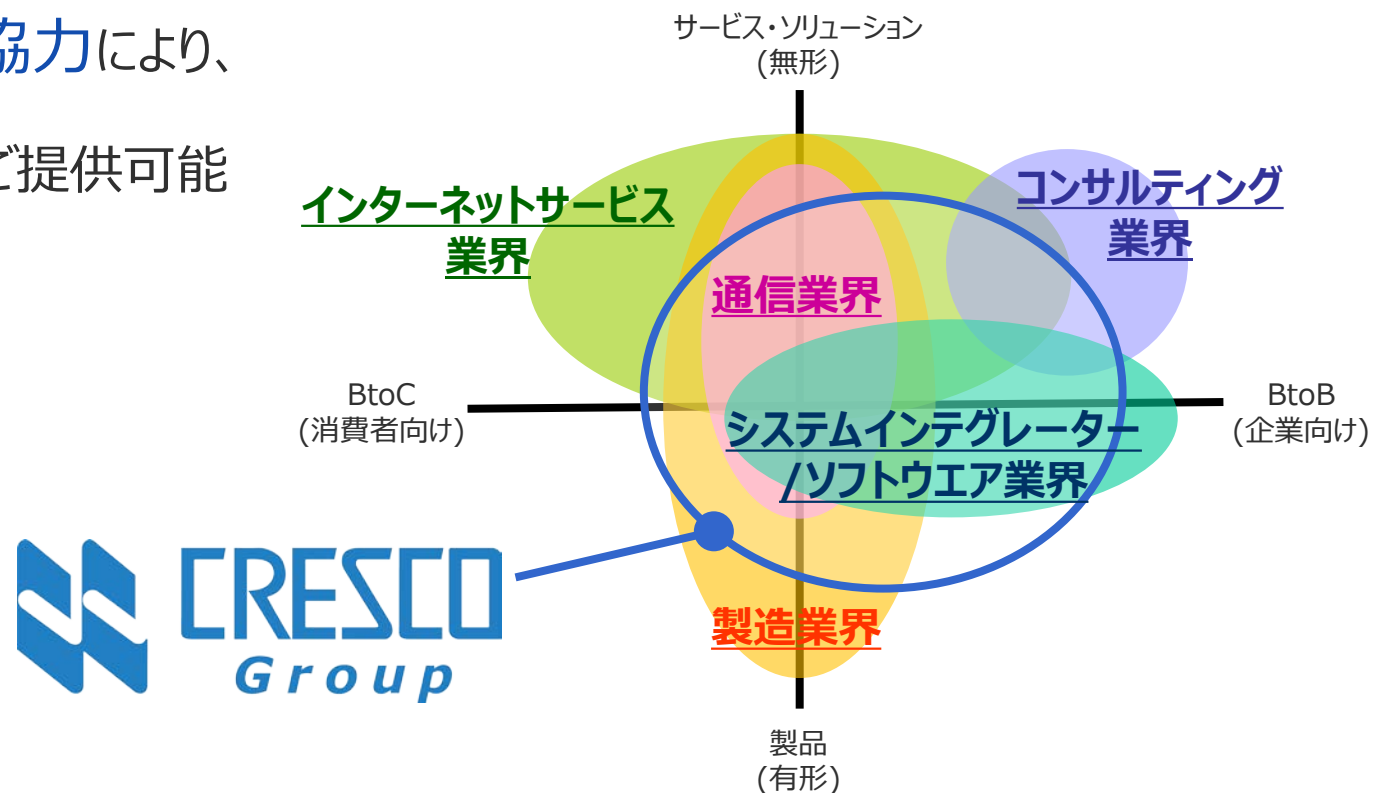 協力により、
ご提供可能
サービス・ソリューション
(無形)
インターネットサービス
業界
コンサルティング
業界
通信業界
BtoC
(消費者向け)
BtoB
(企業向け)
システムインテグレーター
/ソフトウエア業界
CRESCO
Group
製造業界
製品
(有形)